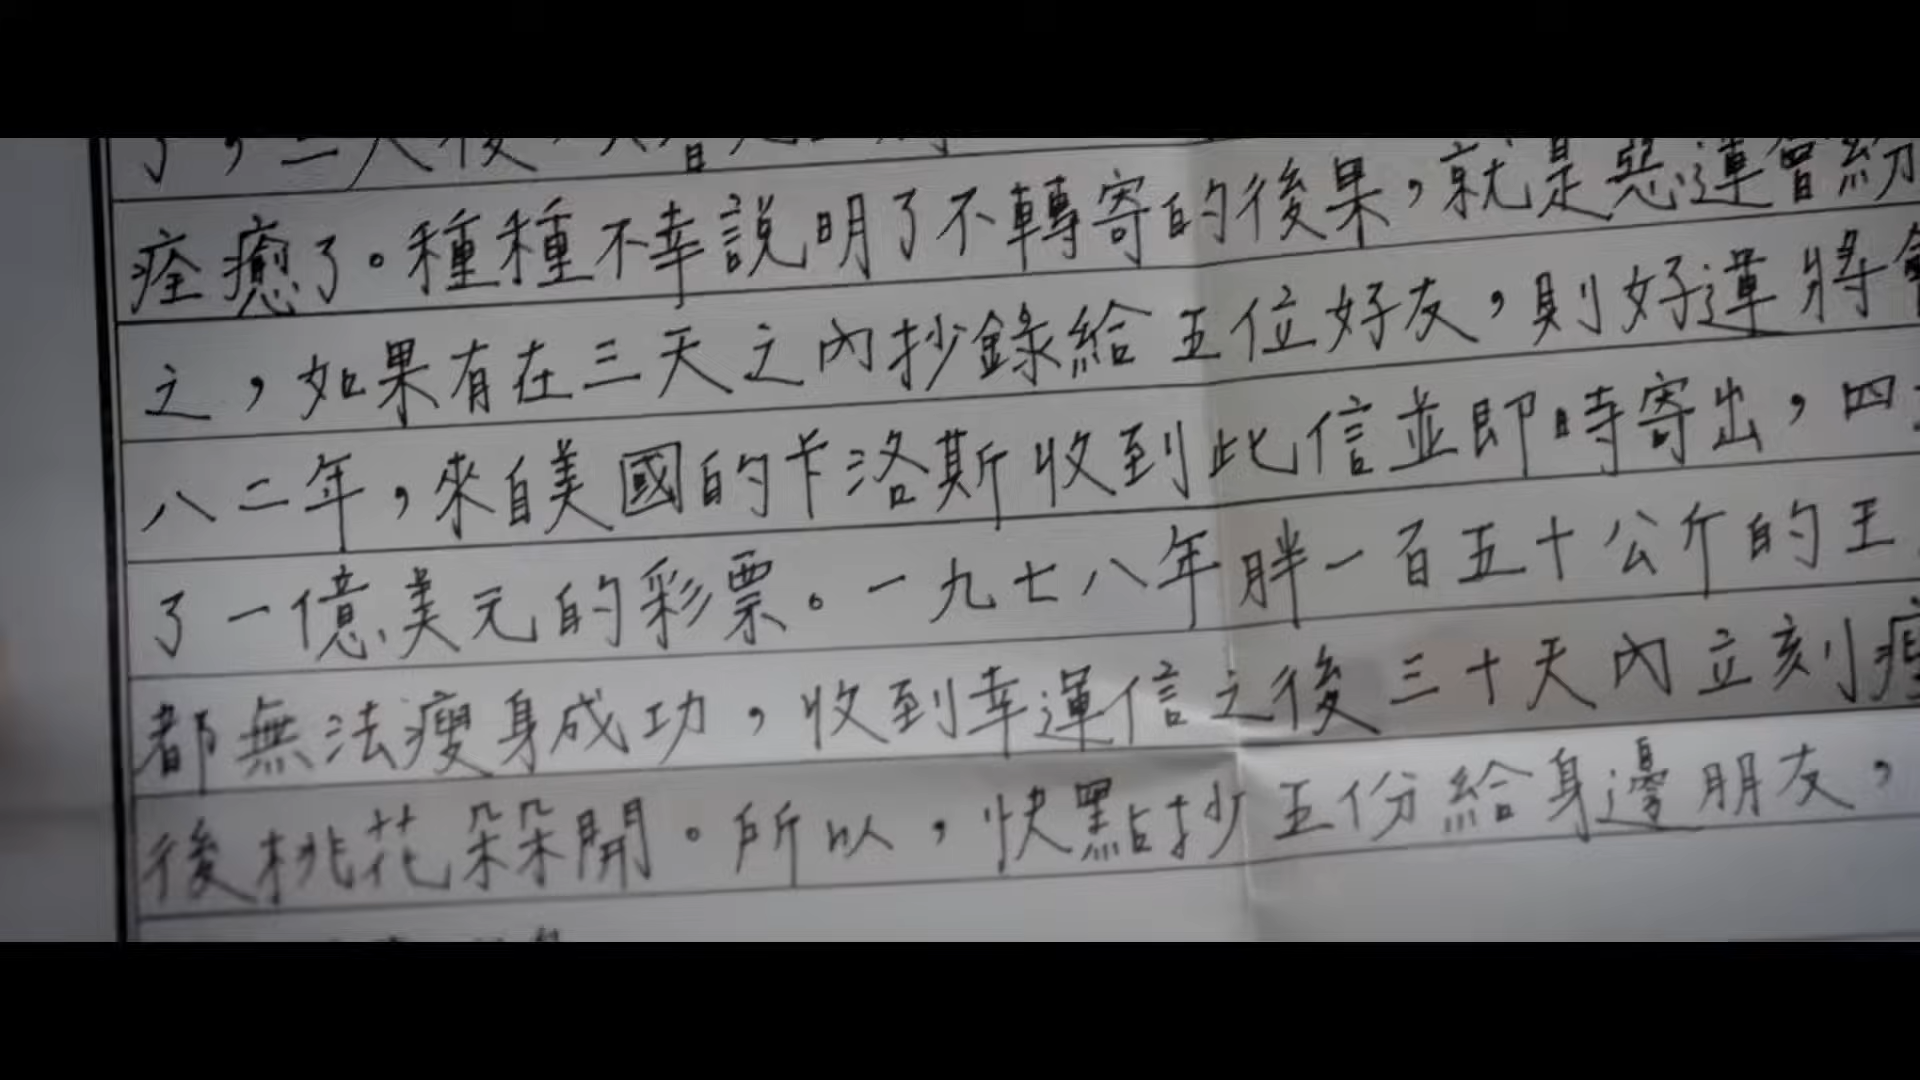 痊癒了。種種不幸說明了不轉寄的後果，就是惡運會紛
之，如果有在三天之內抄錄給五位好友，則好運將會
八二年，來自美國的卡洛斯收到此信並即時寄出，四
了一億美元的彩票。一九七八年胖一百五十公斤的王
都無法瘦身成功，收到幸運信之後三十天內立刻瘦
後桃花朵朵開。所以，快點抄五份給身邊朋友，